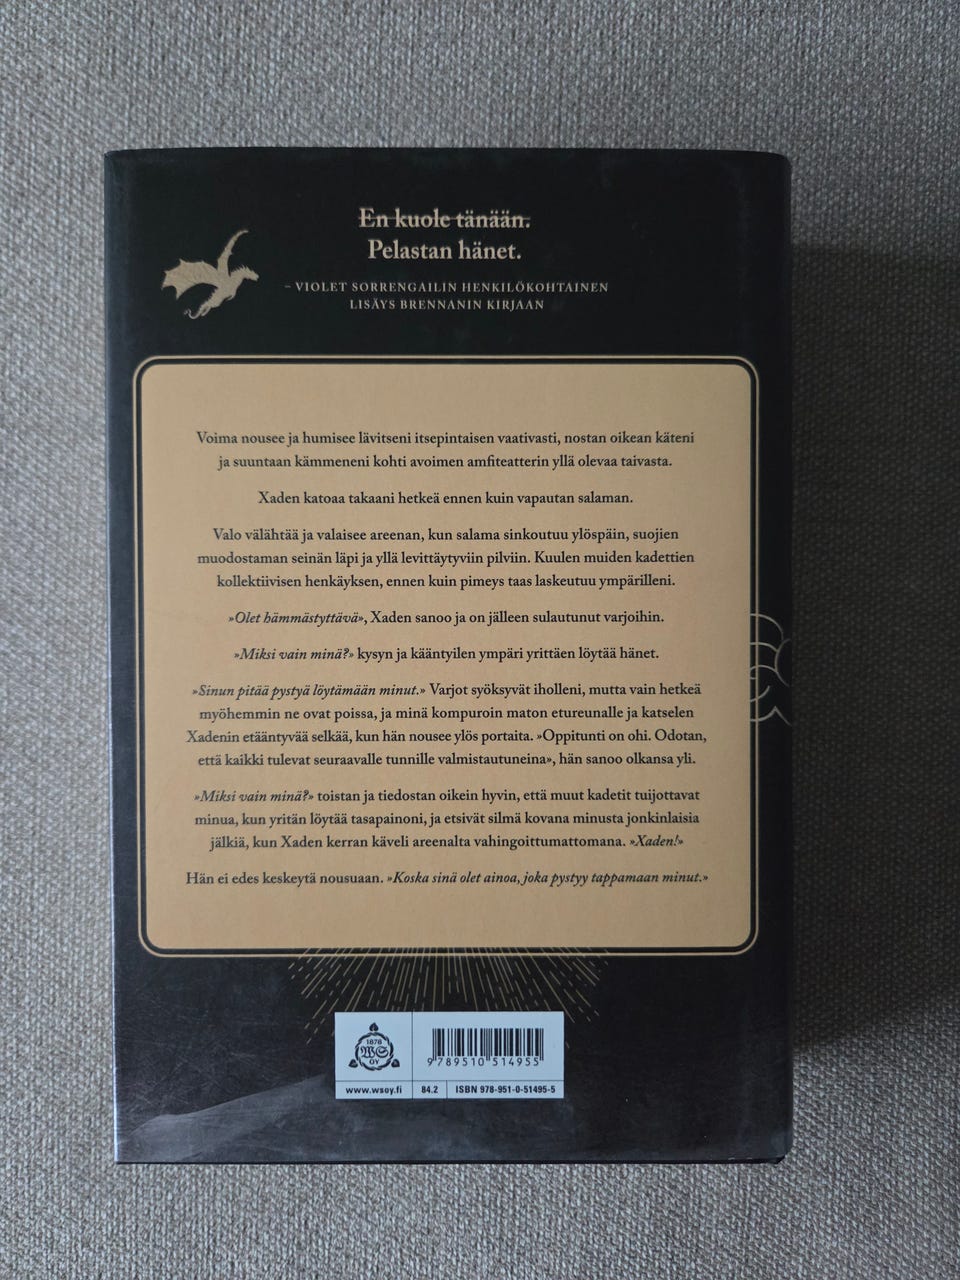 En kuole tänään.
Pelastan hänet.
– VIOLET SORRENGAILIN HENKILÖKOHTAINEN
LISÄYS BRENNANIN KIRJAAN
Voima nousee ja humisee lävitseni itsepintaisen vaativasti, nostan oikean käteni
ja suuntaan kämmeneni kohti avoimen amfiteatterin yllä olevaa taivasta.
Xaden katoaa takaani hetkeä ennen kuin vapautan salaman.
Valo välähtää ja valaisee areenan, kun salama sinkoutuu ylöspäin, suojien
muodostaman seinän läpi ja yllä levittäytyviin pilviin. Kuulen muiden kadettien
kollektiivisen henkäyksen, ennen kuin pimeys taas laskeutuu ympärilleni.
»Olet hämmästyttävä», Xaden sanoo ja on jälleen sulautunut varjoihin.
»Miksi vain minä?» kysyn ja kääntyilen ympäri yrittäen löytää hänet.
»Sinun pitää pystyä löytämään minut.» Varjot syöksyvät iholleni, mutta vain hetkeä
myöhemmin ne ovat poissa, ja minä kompuroin maton etureunalle ja katselen
Xadenin etääntyvää selkää, kun hän nousee ylös portaita. »Oppitunti on ohi. Odotan,
että kaikki tulevat seuraavalle tunnille valmistautuneina», hän sanoo olkansa yli.
»Miksi vain minä?» toistan ja tiedostan oikein hyvin, että muut kadetit tuijottavat
minua, kun yritän löytää tasapainoni, ja etsivät silmä kovana minusta jonkinlaisia
jälkiä, kun Xaden kerran käveli areenalta vahingoittumattomana. »Xaden!»
Hän ei edes keskeytä nousuaan. »Koska sinä olet ainoa, joka pystyy tappamaan minut.»
1878
WS
OY
9 789510 514955
www.wsoy.fi
84.2
ISBN 978-951-0-51495-5